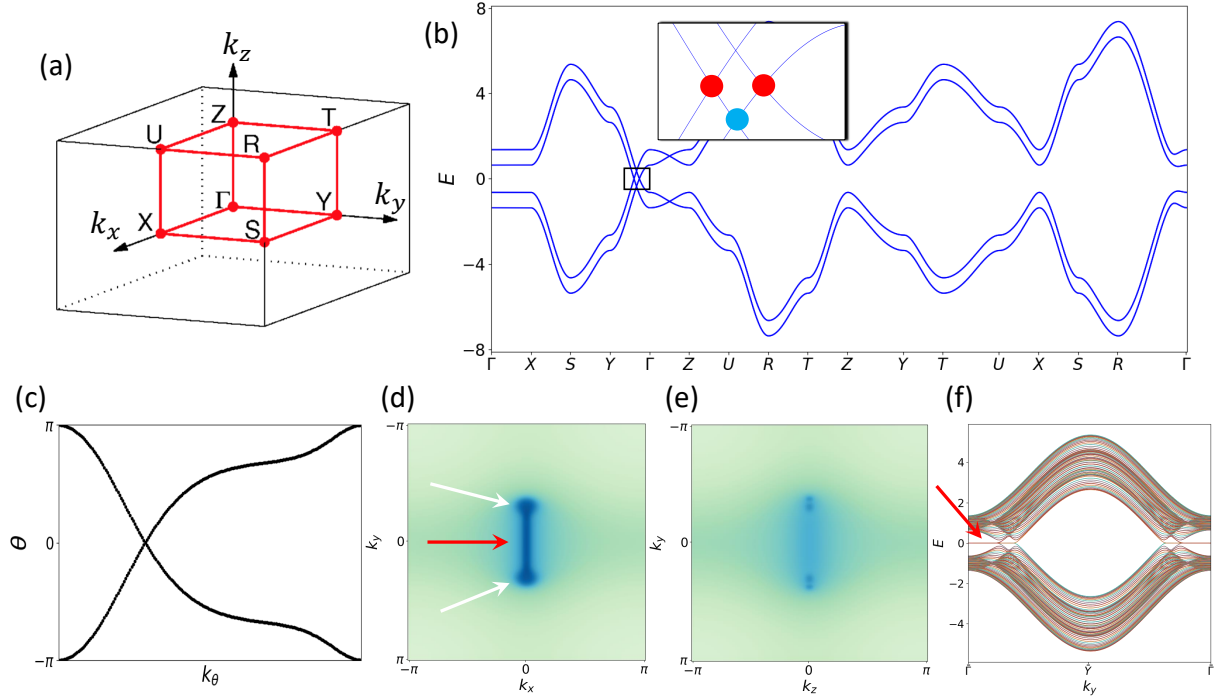 (a)
k_z
Z
T
U
R
Γ
Y
k_y
X
S
k_x
(b)
8
4
0
−4
−8
E
Γ X S Y Γ Z U R T Z Y T U X S R Γ
(c)
π
0
−π
Θ
k_θ
(d)
−π
0
π
k_y
−π 0 π
k_x
(e)
−π
0
π
k_y
−π 0 π
k_z
(f)
4
2
0
−2
−4
E
Γ̄ Ȳ Γ̄
k_y